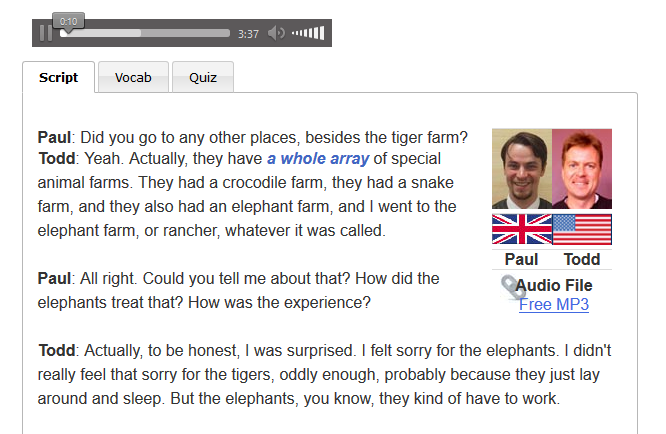 0:10
3:37
Script Vocab Quiz
Paul: Did you go to any other places, besides the tiger farm?
Todd: Yeah. Actually, they have a whole array of special
animal farms. They had a crocodile farm, they had a snake
farm, and they also had an elephant farm, and I went to the
elephant farm, or rancher, whatever it was called.
Paul: All right. Could you tell me about that? How did the
elephants treat that? How was the experience?
Todd: Actually, to be honest, I was surprised. I felt sorry for the elephants. I didn't
really feel that sorry for the tigers, oddly enough, probably because they just lay
around and sleep. But the elephants, you know, they kind of have to work.
Paul Todd
Audio File
Free MP3